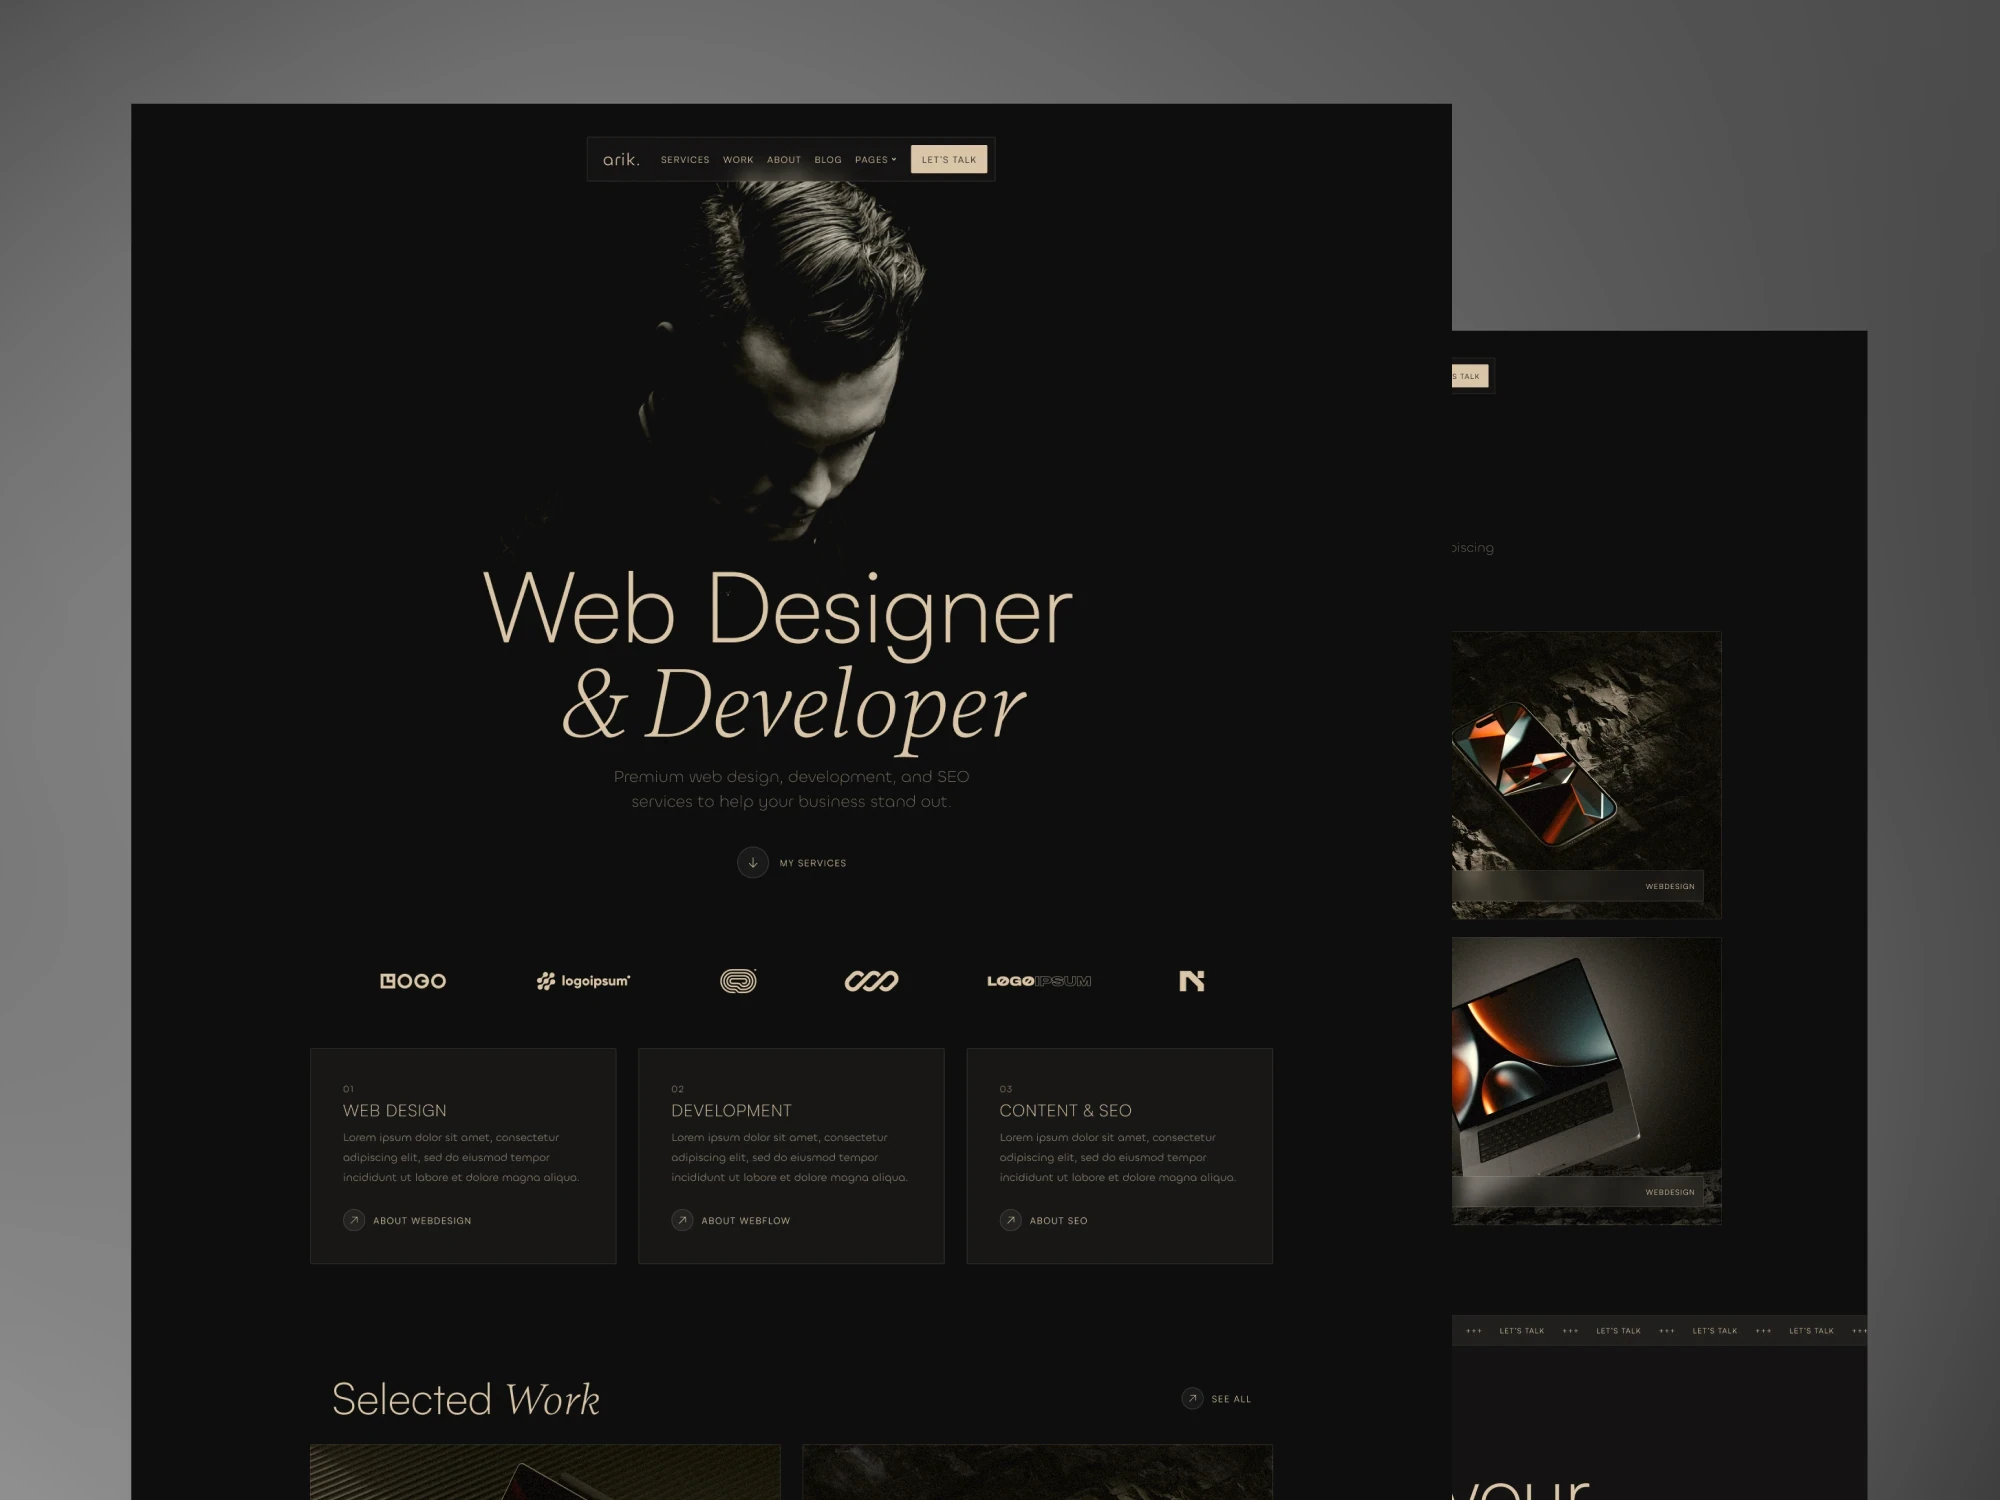 arik. SERVICES WORK ABOUT BLOG PAGES LET'S TALK
Web Designer
& Developer
Premium web design, development, and SEO
services to help your business stand out.
MY SERVICES
LOGO logoipsum LOGOIPSUM N
01
WEB DESIGN
Lorem ipsum dolor sit amet, consectetur
adipiscing elit, sed do eiusmod tempor
incididunt ut labore et dolore magna aliqua.
ABOUT WEBDESIGN
02
DEVELOPMENT
Lorem ipsum dolor sit amet, consectetur
adipiscing elit, sed do eiusmod tempor
incididunt ut labore et dolore magna aliqua.
ABOUT WEBFLOW
03
CONTENT & SEO
Lorem ipsum dolor sit amet, consectetur
adipiscing elit, sed do eiusmod tempor
incididunt ut labore et dolore magna aliqua.
ABOUT SEO
Selected Work
SEE ALL
S TALK
piscing
WEBDESIGN
WEBDESIGN
+++ LET'S TALK +++ LET'S TALK +++ LET'S TALK +++ LET'S TALK +++
your